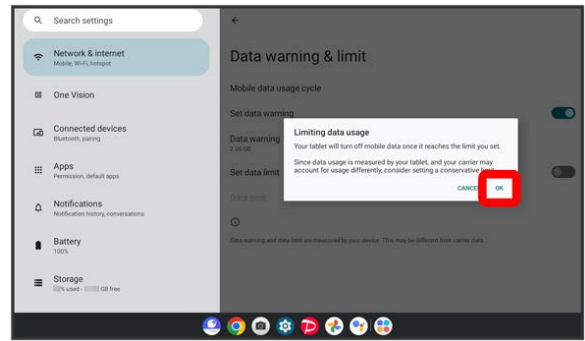 Search settings
Network & internet
Mobile, Wi-Fi, hotspot
One Vision
Connected devices
Bluetooth, pairing
Apps
Permission, default apps
Notifications
Notification history, conversations
Battery
100%
Storage
% used - GB free
Data warning & limit
Mobile data usage cycle
Set data warning
Data warning
2.00 GB
Set data limit
Data limit
Data warning and data limit are measured by your device. This may be different from carrier data.
Limiting data usage
Your tablet will turn off mobile data once it reaches the limit you set.
Since data usage is measured by your tablet, and your carrier may
account for usage differently, consider setting a conservative limit.
CANCEL
OK